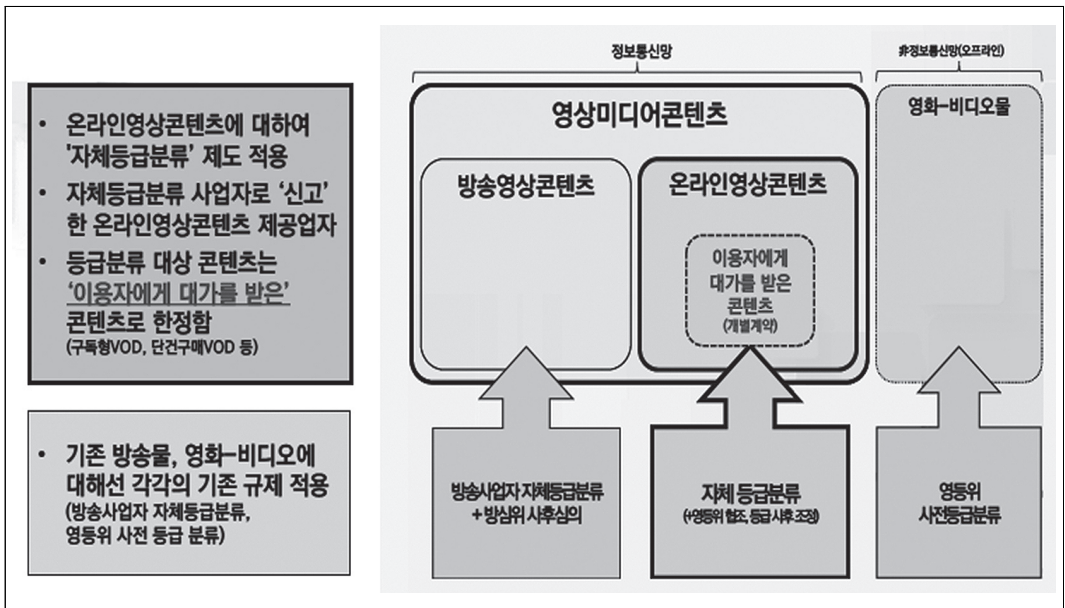 • 온라인영상콘텐츠에 대하여
'자체등급분류' 제도 적용
• 자체등급분류 사업자로 '신고'
한 온라인영상콘텐츠 제공업자
• 등급분류 대상 콘텐츠는
'이용자에게 대가를 받은'
콘텐츠로 한정함
(구독형VOD, 단건구매VOD 등)
• 기존 방송물, 영화-비디오에
대해선 각각의 기존 규제 적용
(방송사업자 자체등급분류,
영등위 사전 등급 분류)
정보통신망
非정보통신망(오프라인)
영상미디어콘텐츠
영화-비디오물
방송영상콘텐츠
온라인영상콘텐츠
이용자에게
대가를 받은
콘텐츠
(개별계약)
방송사업자 자체등급분류
+ 방심위 사후심의
자체 등급분류
(+영등위 협조, 등급 사후 조정)
영등위
사전등급분류